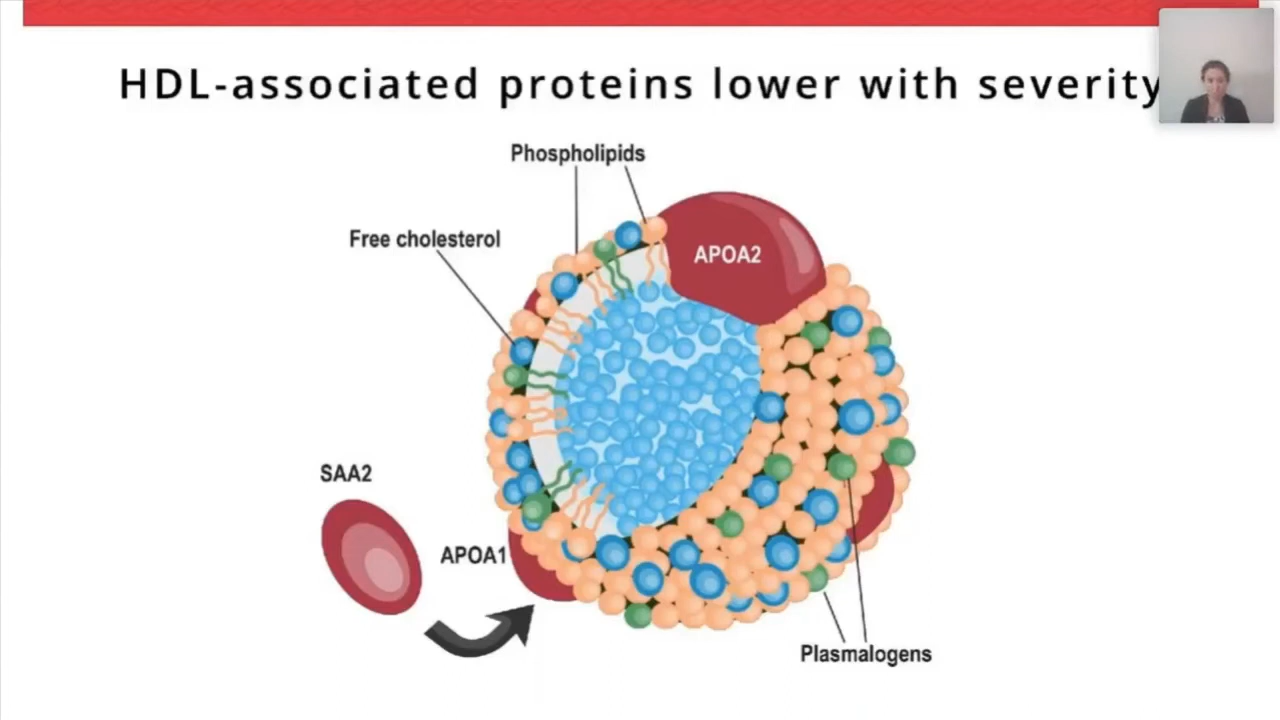 HDL-associated proteins lower with severity
Phospholipids
Free cholesterol
APOA2
SAA2
APOA1
Plasmalogens